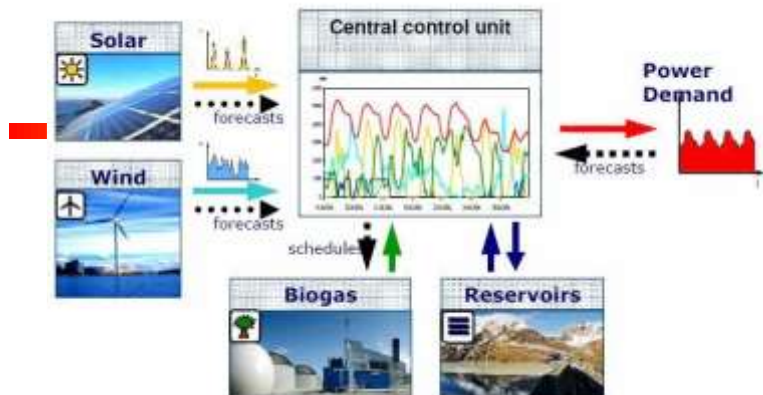 Solar
Central control unit
forecasts
Power
Demand
forecasts
Wind
forecasts
schedules
Biogas
Reservoirs